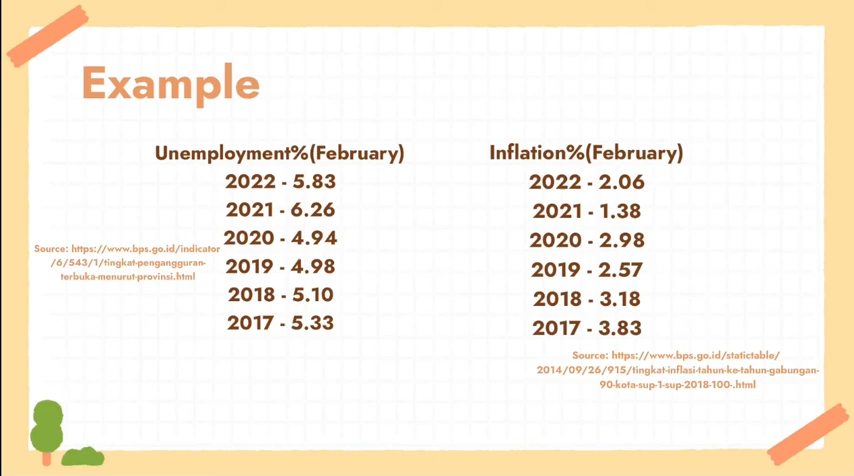 Example
Unemployment%(February)
2022 - 5.83
2021 - 6.26
2020 - 4.94
2019 - 4.98
2018 - 5.10
2017 - 5.33
Source: https://www.bps.go.id/indicator
/6/543/1/tingkat-pengangguran-
terbuka-menurut-provinsi.html
Inflation%(February)
2022 - 2.06
2021 - 1.38
2020 - 2.98
2019 - 2.57
2018 - 3.18
2017 - 3.83
Source: https://www.bps.go.id/statictable/
2014/09/26/915/tingkat-inflasi-tahun-ke-tahun-gabungan-
90-kota-sup-1-sup-2018-100-.html